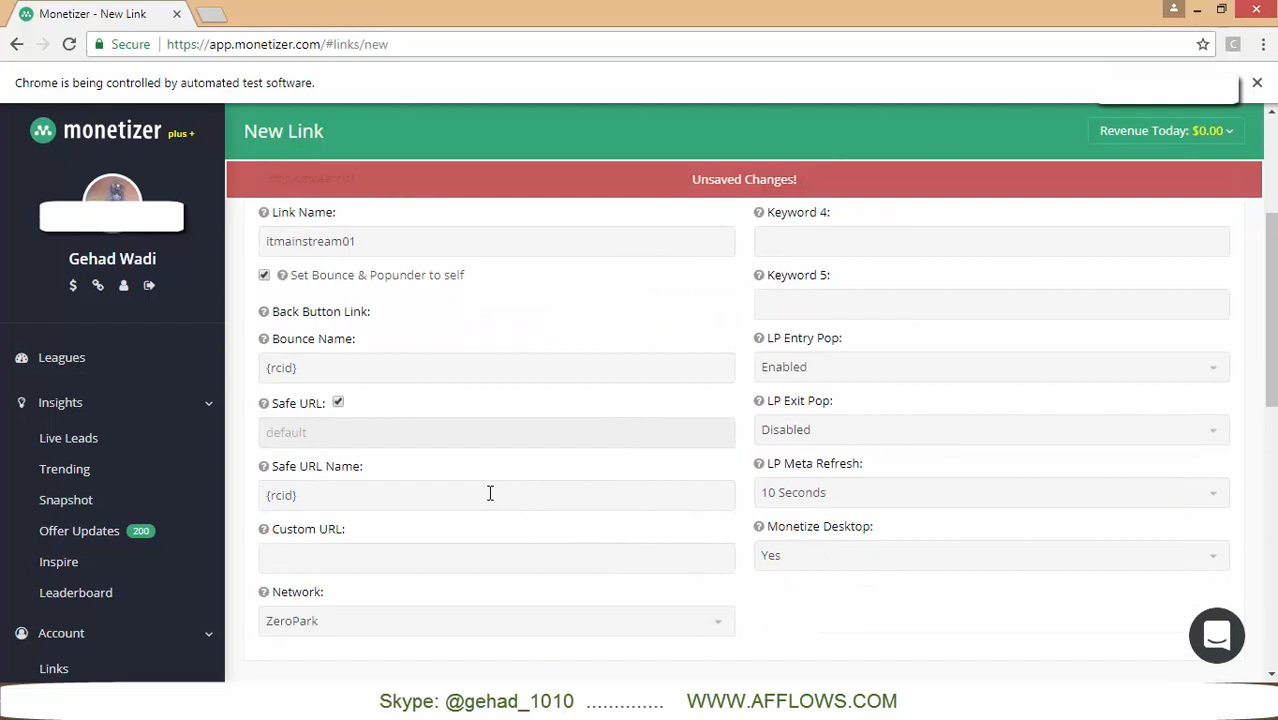 Monetizer - New Link
Secure
https://app.monetizer.com/#links/new
C
Chrome is being controlled by automated test software.
monetizer plus +
New Link
Revenue Today: $0.00
Unsaved Changes!
Gehad Wadi
Leagues
Insights
Live Leads
Trending
Snapshot
Offer Updates 200
Inspire
Leaderboard
Account
Links
Link Name:
itmainstream01
Set Bounce & Popunder to self
Back Button Link:
Bounce Name:
{rcid}
Safe URL:
default
Safe URL Name:
{rcid}
Custom URL:
Network:
ZeroPark
Keyword 4:
Keyword 5:
LP Entry Pop:
Enabled
LP Exit Pop:
Disabled
LP Meta Refresh:
10 Seconds
Monetize Desktop:
Yes
Skype: @gehad_1010 ............. WWW.AFFLOWS.COM